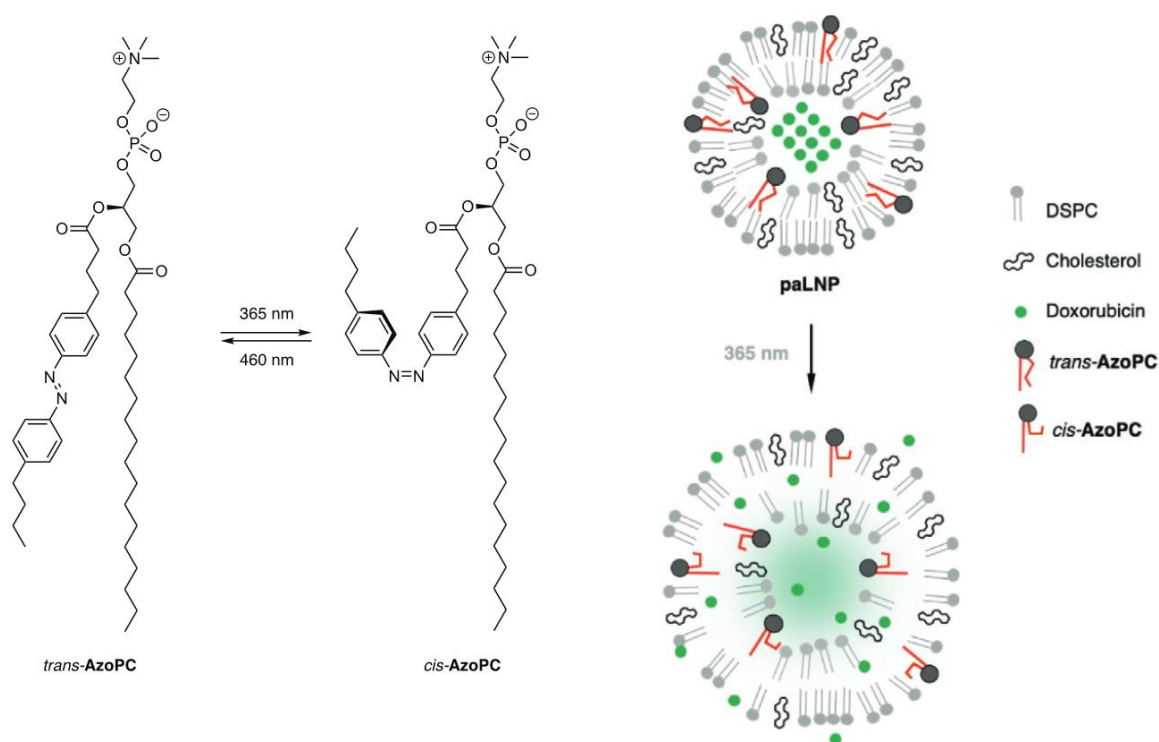 N
⊕
O
O
⊖
P
O
O
O
O
O
O
N
N
trans-AzoPC
365 nm
460 nm
N
⊕
O
O
⊖
P
O
O
O
O
O
O
N=N
cis-AzoPC
paLNP
365 nm
DSPC
Cholesterol
Doxorubicin
trans-AzoPC
cis-AzoPC